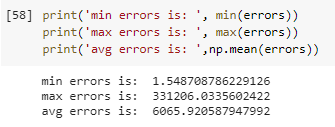 [58] print('min errors is: ', min(errors))
print('max errors is: ', max(errors))
print('avg errors is: ',np.mean(errors))
min errors is:  1.548708786229126
max errors is:  331206.0335602422
avg errors is:  6065.920587947992